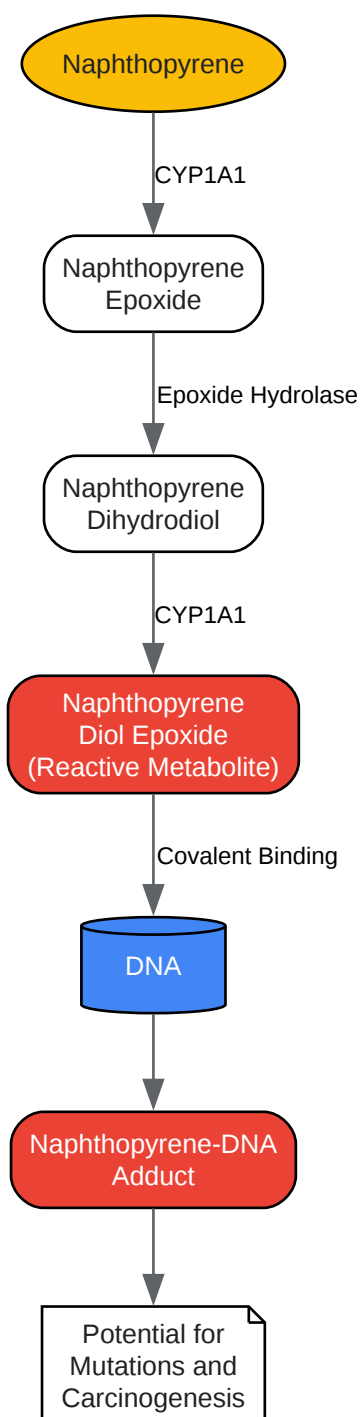 Naphthopyrene
CYP1A1
Naphthopyrene
Epoxide
Epoxide Hydrolase
Naphthopyrene
Dihydrodiol
CYP1A1
Naphthopyrene
Diol Epoxide
(Reactive Metabolite)
Covalent Binding
DNA
Naphthopyrene-DNA
Adduct
Potential for
Mutations and
Carcinogenesis